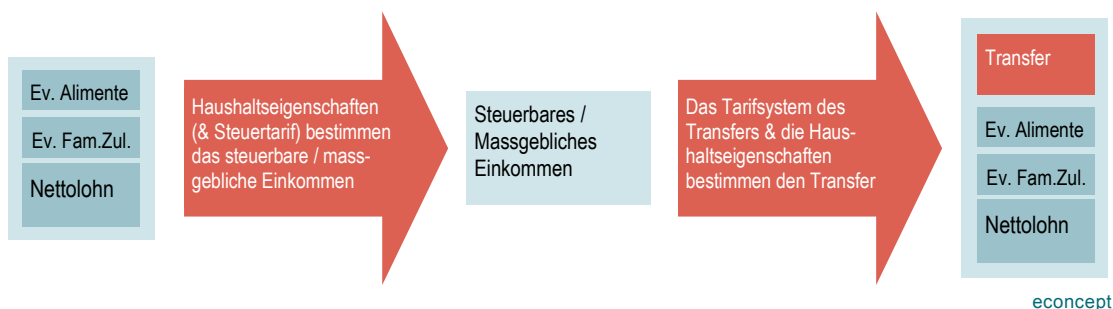 Ev. Alimente
Ev. Fam.Zul.
Nettolohn
Haushaltseigenschaften
(& Steuertarif) bestimmen
das steuerbare / mass-
gebliche Einkommen
Steuerbares /
Massgebliches
Einkommen
Das Tarifsystem des
Transfers & die Haus-
haltseigenschaften
bestimmen den Transfer
Transfer
Ev. Alimente
Ev. Fam.Zul.
Nettolohn
econcept